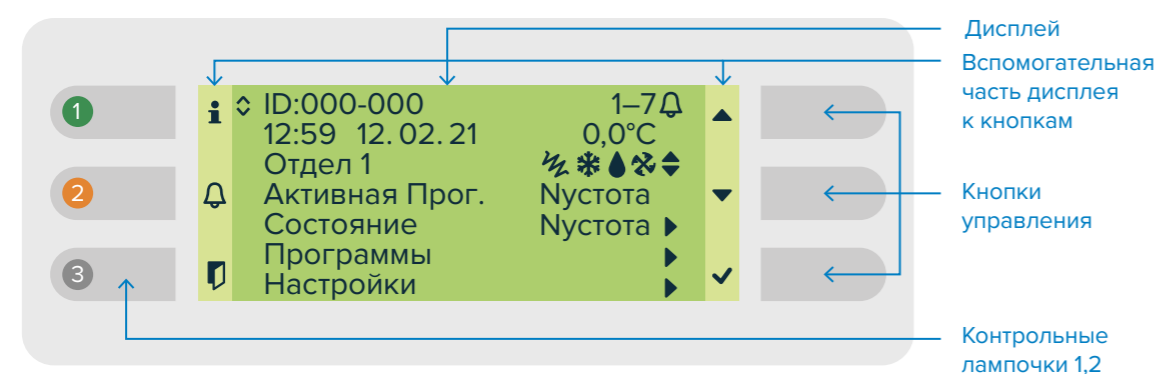 Дисплей
Вспомогательная
часть дисплея
к кнопкам
1
ID:000-000 1–7
12:59 12. 02. 21 0,0°C
Отдел 1
2
Активная Прог. Nустота
Состояние Nустота
Программы
3
Настройки
Кнопки
управления
Контрольные
лампочки 1,2